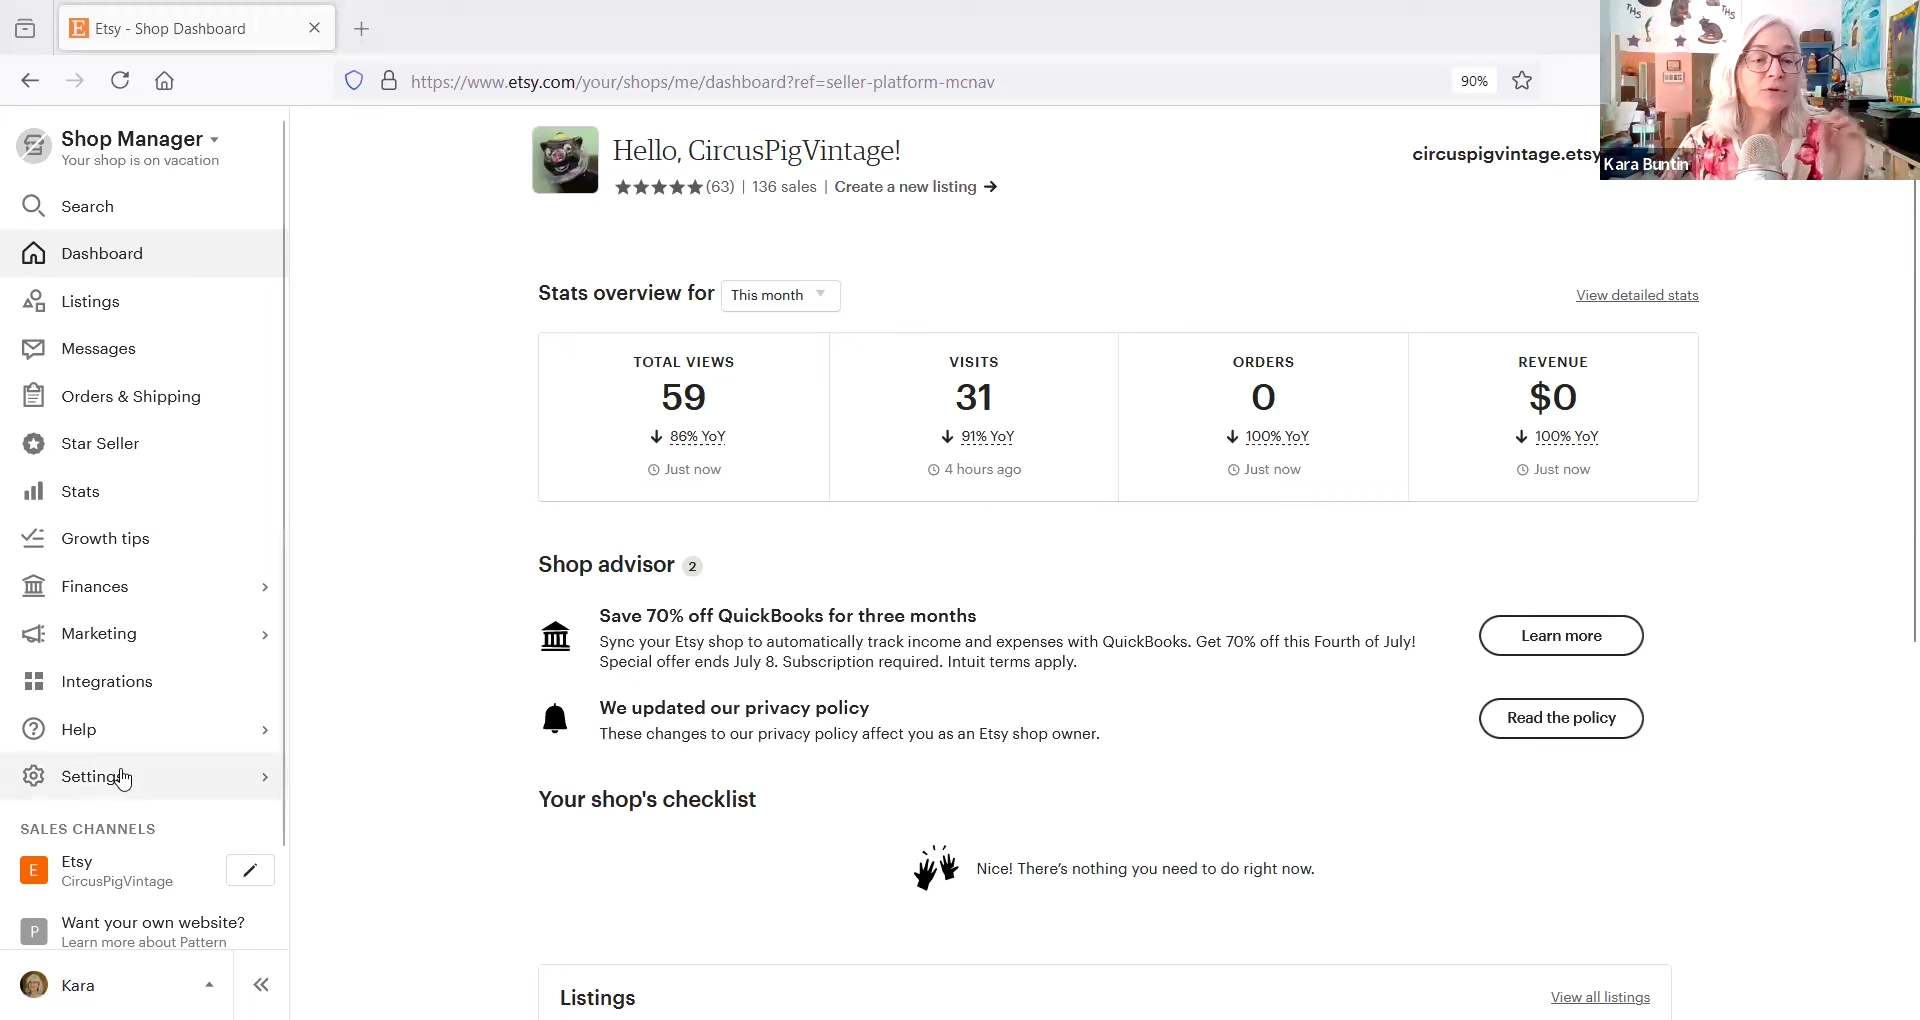 Etsy - Shop Dashboard
https://www.etsy.com/your/shops/me/dashboard?ref=seller-platform-mcnav
90%
THS
THS
Kara Buntin
Shop Manager
Your shop is on vacation
Search
Dashboard
Listings
Messages
Orders & Shipping
Star Seller
Stats
Growth tips
Finances
Marketing
Integrations
Help
Settings
SALES CHANNELS
E
Etsy
CircusPigVintage
P
Want your own website?
Learn more about Pattern
Kara
Hello, CircusPigVintage!
(63) | 136 sales | Create a new listing →
circuspigvintage.etsy
Stats overview for This month
View detailed stats
TOTAL VIEWS
59
86% YoY
Just now
VISITS
31
91% YoY
4 hours ago
ORDERS
0
100% YoY
Just now
REVENUE
$0
100% YoY
Just now
Shop advisor 2
Save 70% off QuickBooks for three months
Sync your Etsy shop to automatically track income and expenses with QuickBooks. Get 70% off this Fourth of July!
Special offer ends July 8. Subscription required. Intuit terms apply.
Learn more
We updated our privacy policy
These changes to our privacy policy affect you as an Etsy shop owner.
Read the policy
Your shop's checklist
Nice! There's nothing you need to do right now.
Listings
View all listings